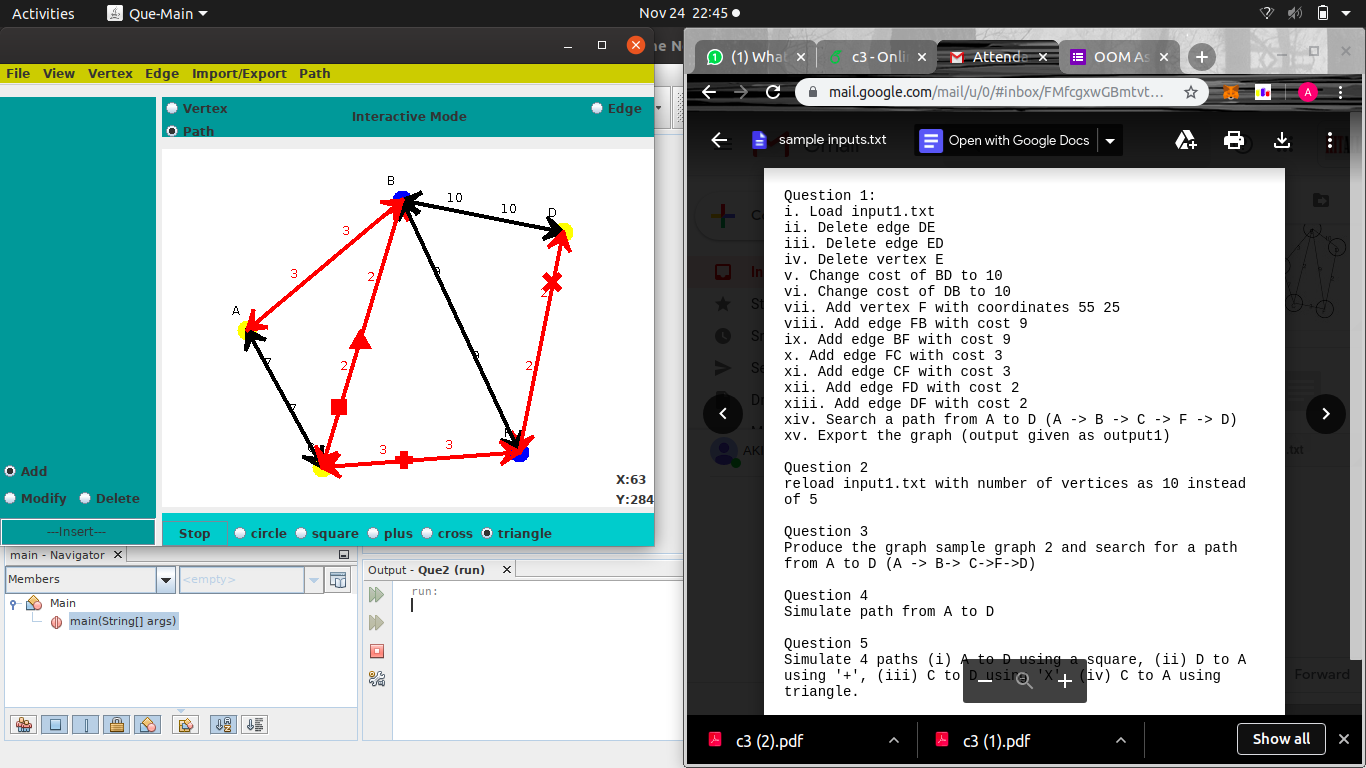 Activities
Que-Main
Nov 24 22:45
File View Vertex Edge Import/Export Path
Vertex
Interactive Mode
Edge
Path
B
10
10
D
3
3
2
9
2
A
7
2
9
2
7
3
3
X:63
Y:284
Add
Modify
Delete
---Insert---
Stop
circle
square
plus
cross
triangle
main - Navigator
Members
<empty>
Main
main(String[] args)
Output - Que2 (run)
run:
(1) What
c3 - Onli
Attenda
OOM As
mail.google.com/mail/u/0/#inbox/FMfcgxwGBmtvt…
A
sample inputs.txt
Open with Google Docs
Question 1:
i. Load input1.txt
ii. Delete edge DE
iii. Delete edge ED
iv. Delete vertex E
v. Change cost of BD to 10
vi. Change cost of DB to 10
vii. Add vertex F with coordinates 55 25
viii. Add edge FB with cost 9
ix. Add edge BF with cost 9
x. Add edge FC with cost 3
xi. Add edge CF with cost 3
xii. Add edge FD with cost 2
xiii. Add edge DF with cost 2
xiv. Search a path from A to D (A -> B -> C -> F -> D)
xv. Export the graph (output given as output1)
Question 2
reload input1.txt with number of vertices as 10 instead
of 5
Question 3
Produce the graph sample graph 2 and search for a path
from A to D (A -> B-> C->F->D)
Question 4
Simulate path from A to D
Question 5
Simulate 4 paths (i) A to D using a square, (ii) D to A
using '+', (iii) C to D using 'X' (iv) C to A using
triangle.
Forward
c3 (2).pdf
c3 (1).pdf
Show all